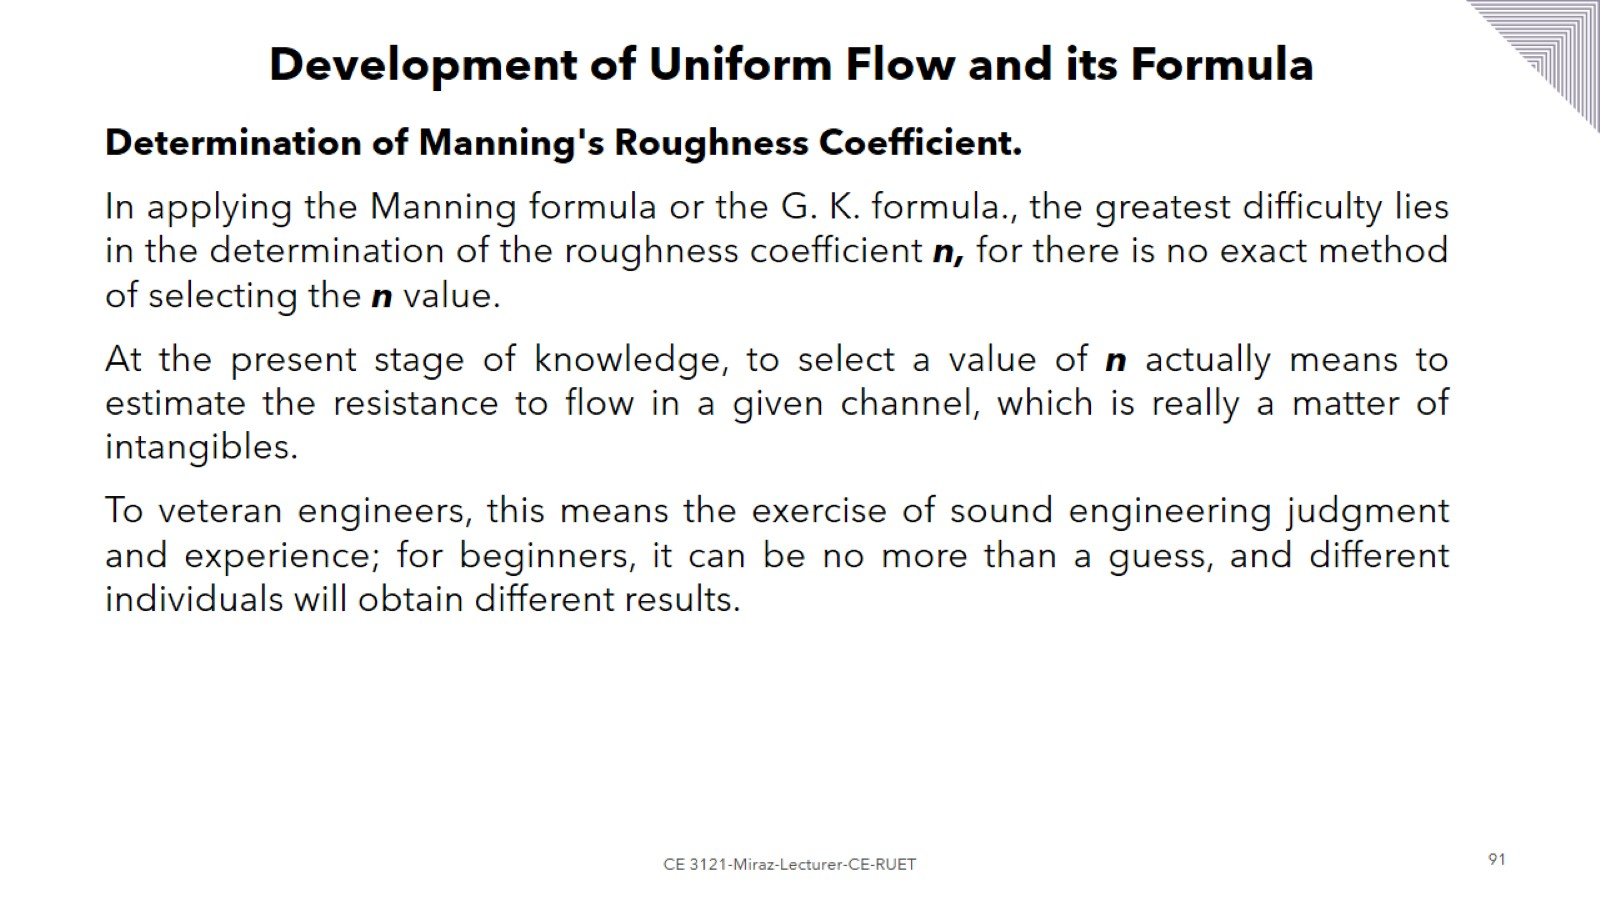 Development of Uniform Flow and its Formula
Determination of Manning's Roughness Coefficient.
In applying the Manning formula or the G. K. formula., the greatest difficulty lies
in the determination of the roughness coefficient n, for there is no exact method
of selecting the n value.
At the present stage of knowledge, to select a value of n actually means to
estimate the resistance to flow in a given channel, which is really a matter of
intangibles.
To veteran engineers, this means the exercise of sound engineering judgment
and experience; for beginners, it can be no more than a guess, and different
individuals will obtain different results.
CE 3121-Miraz-Lecturer-CE-RUET
91